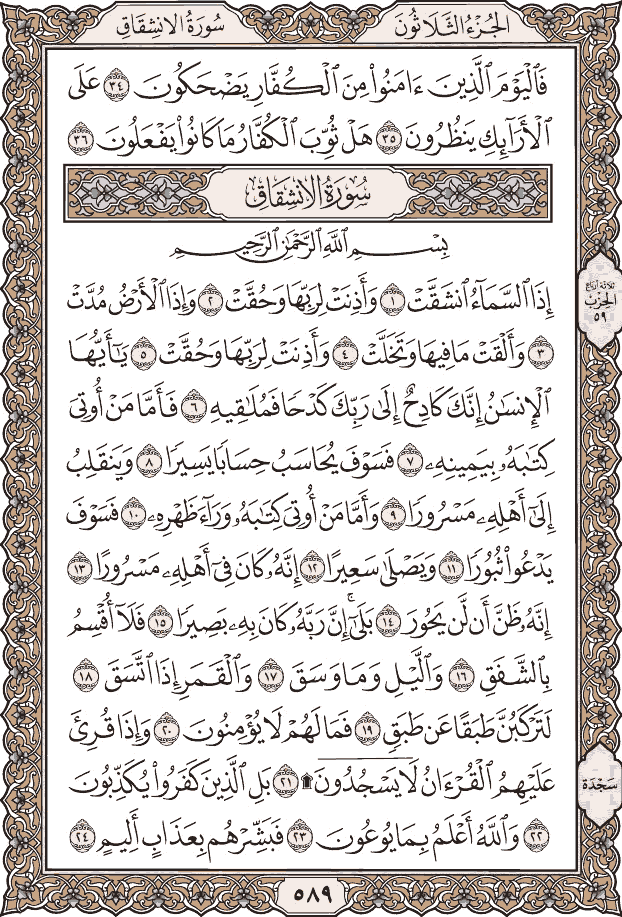 سُورَةُ الانشِقَاقِ
الجُزءُ الثَّلَاثُونَ
فَٱلۡيَوۡمَ ٱلَّذِينَ ءَامَنُواْ مِنَ ٱلۡكُفَّارِ يَضۡحَكُونَ ٣٤ عَلَى
ٱلۡأَرَآئِكِ يَنظُرُونَ ٣٥ هَلۡ ثُوِّبَ ٱلۡكُفَّارُ مَا كَانُواْ يَفۡعَلُونَ ٣٦
سُورَةُ الانشِقَاقِ
بِسۡمِ ٱللَّهِ ٱلرَّحۡمَٰنِ ٱلرَّحِيمِ
إِذَا ٱلسَّمَآءُ ٱنشَقَّتۡ ١ وَأَذِنَتۡ لِرَبِّهَا وَحُقَّتۡ ٢ وَإِذَا ٱلۡأَرۡضُ مُدَّتۡ
٣ وَأَلۡقَتۡ مَا فِيهَا وَتَخَلَّتۡ ٤ وَأَذِنَتۡ لِرَبِّهَا وَحُقَّتۡ ٥ يَٰٓأَيُّهَا
ٱلۡإِنسَٰنُ إِنَّكَ كَادِحٌ إِلَىٰ رَبِّكَ كَدۡحٗا فَمُلَٰقِيهِ ٦ فَأَمَّا مَنۡ أُوتِيَ
كِتَٰبَهُۥ بِيَمِينِهِۦ ٧ فَسَوۡفَ يُحَاسَبُ حِسَابٗا يَسِيرٗا ٨ وَيَنقَلِبُ
إِلَىٰٓ أَهۡلِهِۦ مَسۡرُورٗا ٩ وَأَمَّا مَنۡ أُوتِيَ كِتَٰبَهُۥ وَرَآءَ ظَهۡرِهِۦ ١٠ فَسَوۡفَ
يَدۡعُواْ ثُبُورٗا ١١ وَيَصۡلَىٰ سَعِيرًا ١٢ إِنَّهُۥ كَانَ فِيٓ أَهۡلِهِۦ مَسۡرُورًا ١٣
إِنَّهُۥ ظَنَّ أَن لَّن يَحُورَ ١٤ بَلَىٰٓۚ إِنَّ رَبَّهُۥ كَانَ بِهِۦ بَصِيرٗا ١٥ فَلَآ أُقۡسِمُ
بِٱلشَّفَقِ ١٦ وَٱلَّيۡلِ وَمَا وَسَقَ ١٧ وَٱلۡقَمَرِ إِذَا ٱتَّسَقَ ١٨
لَتَرۡكَبُنَّ طَبَقًا عَن طَبَقٖ ١٩ فَمَا لَهُمۡ لَا يُؤۡمِنُونَ ٢٠ وَإِذَا قُرِئَ
عَلَيۡهِمُ ٱلۡقُرۡءَانُ لَا يَسۡجُدُونَ۩ ٢١ بَلِ ٱلَّذِينَ كَفَرُواْ يُكَذِّبُونَ
٢٢ وَٱللَّهُ أَعۡلَمُ بِمَا يُوعُونَ ٢٣ فَبَشِّرۡهُم بِعَذَابٍ أَلِيمٍ ٢٤
ثلاثة أرباع
الحزب
٥٩
سَجْدَة
٥٨٩